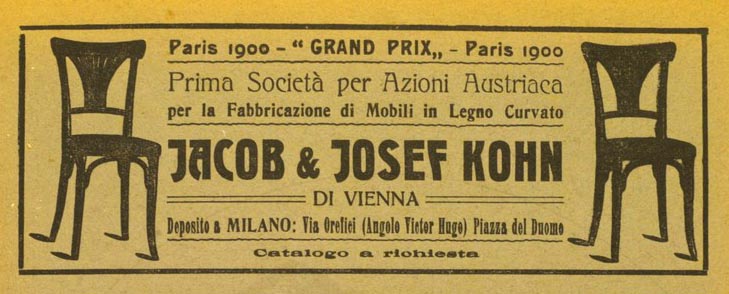 Paris 1900 - “ GRAND PRIX„ - Paris 1900
Prima Società per Azioni Austriaca
per la Fabbricazione di Mobili in Legno Curvato
JACOB & JOSEF KOHN
DI VIENNA
Deposito a MILANO: Via Orefici (Angolo Victor Hugo) Piazza del Duomo
Catalogo a richiesta